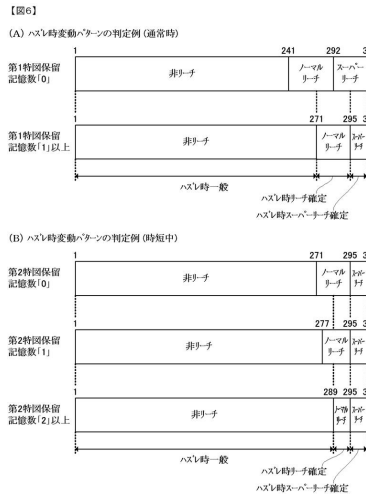 【図6】
(A) ハズレ時変動パターンの判定例 (通常時)
1 241 292 3
第1特図保留
記憶数「0」
非リーチ
ノーマル
リーチ
スーパー
リーチ
1 271 295 3
第1特図保留
記憶数「1」以上
非リーチ
ノーマル
リーチ
スーパー
リーチ
ハズレ時一般
ハズレ時リーチ確定
ハズレ時スーパーリーチ確定
(B) ハズレ時変動パターンの判定例 (時短中)
1 271 295 3
第2特図保留
記憶数「0」
非リーチ
ノーマル
リーチ
スーパー
リーチ
1 277 295 3
第2特図保留
記憶数「1」
非リーチ
ノーマル
リーチ
スーパー
リーチ
1 289 295 3
第2特図保留
記憶数「2」以上
非リーチ
ノーマル
リーチ
スーパー
リーチ
ハズレ時一般
ハズレ時リーチ確定
ハズレ時スーパーリーチ確定